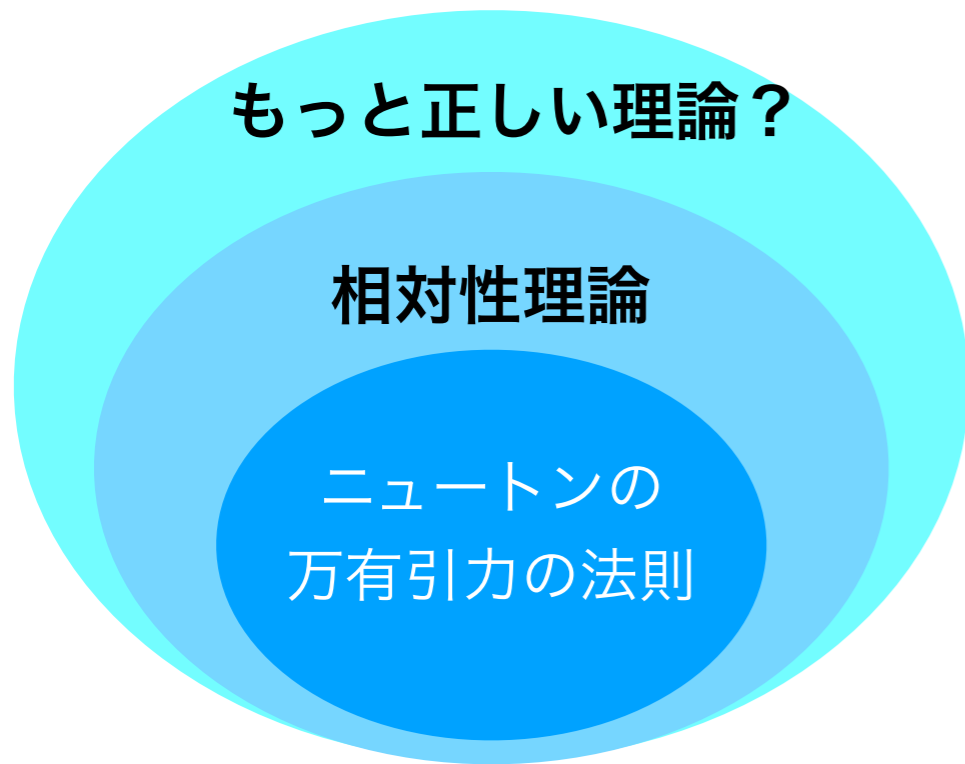 もっと正しい理論？
相対性理論
ニュートンの
万有引力の法則